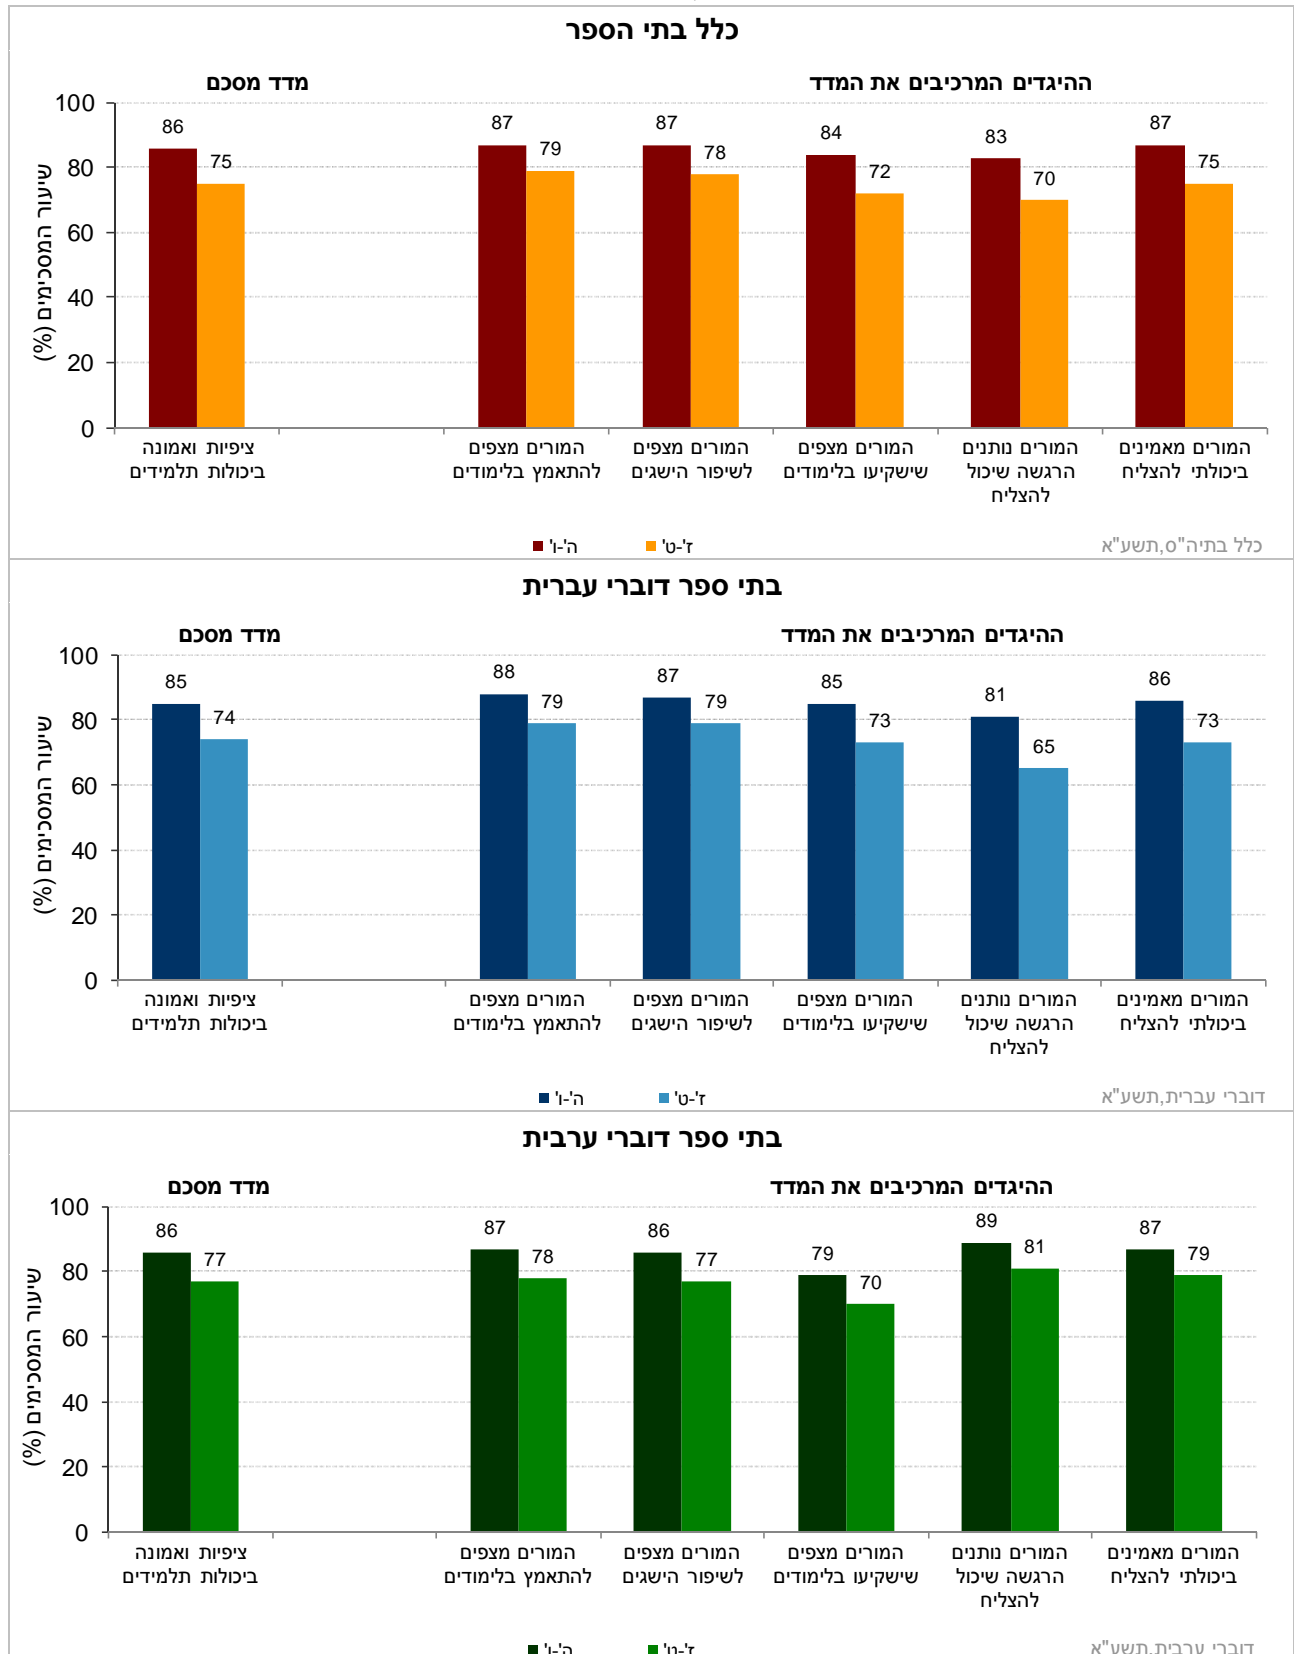 כלל בתי הספר
מדד מסכם
ההיגדים המרכיבים את המדד
שיעור המסכימים (%)
100
80
60
40
20
0
86
75
87
79
87
78
84
72
83
70
87
75
ציפיות ואמונה
ביכולות תלמידים
המורים מצפים
להתאמץ בלימודים
המורים מצפים
לשיפור הישגים
המורים מצפים
שישקיעו בלימודים
המורים נותנים
הרגשה שיכול
להצליח
המורים מאמינים
ביכולתי להצליח
ה'-ו'
ז'-ט'
כלל בתיה"ס,תשע"א
בתי ספר דוברי עברית
מדד מסכם
ההיגדים המרכיבים את המדד
שיעור המסכימים (%)
100
80
60
40
20
0
85
74
88
79
87
79
85
73
81
65
86
73
ציפיות ואמונה
ביכולות תלמידים
המורים מצפים
להתאמץ בלימודים
המורים מצפים
לשיפור הישגים
המורים מצפים
שישקיעו בלימודים
המורים נותנים
הרגשה שיכול
להצליח
המורים מאמינים
ביכולתי להצליח
ה'-ו'
ז'-ט'
דוברי עברית,תשע"א
בתי ספר דוברי ערבית
מדד מסכם
ההיגדים המרכיבים את המדד
שיעור המסכימים (%)
100
80
60
40
20
0
86
77
87
78
86
77
79
70
89
81
87
79
ציפיות ואמונה
ביכולות תלמידים
המורים מצפים
להתאמץ בלימודים
המורים מצפים
לשיפור הישגים
המורים מצפים
שישקיעו בלימודים
המורים נותנים
הרגשה שיכול
להצליח
המורים מאמינים
ביכולתי להצליח
ה'-ו'
ז'-ט'
דוברי ערבית,תשע"א